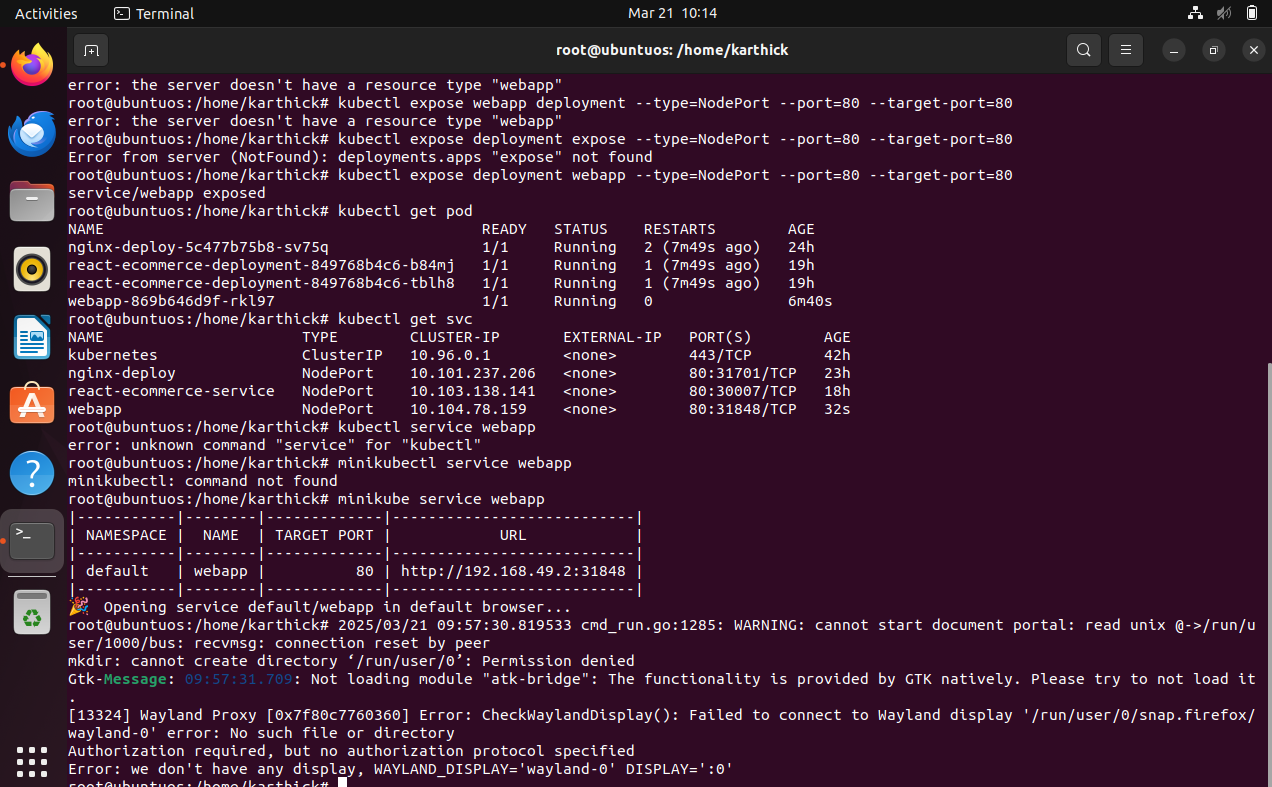 Activities Terminal Mar 21 10:14
root@ubuntuos: /home/karthick
error: the server doesn't have a resource type "webapp"
root@ubuntuos:/home/karthick# kubectl expose webapp deployment --type=NodePort --port=80 --target-port=80
error: the server doesn't have a resource type "webapp"
root@ubuntuos:/home/karthick# kubectl expose deployment expose --type=NodePort --port=80 --target-port=80
Error from server (NotFound): deployments.apps "expose" not found
root@ubuntuos:/home/karthick# kubectl expose deployment webapp --type=NodePort --port=80 --target-port=80
service/webapp exposed
root@ubuntuos:/home/karthick# kubectl get pod
NAME                                          READY   STATUS    RESTARTS        AGE
nginx-deploy-5c477b75b8-sv75q                 1/1     Running   2 (7m49s ago)   24h
react-ecommerce-deployment-849768b4c6-b84mj   1/1     Running   1 (7m49s ago)   19h
react-ecommerce-deployment-849768b4c6-tblh8   1/1     Running   1 (7m49s ago)   19h
webapp-869b646d9f-rkl97                       1/1     Running   0               6m40s
root@ubuntuos:/home/karthick# kubectl get svc
NAME                      TYPE        CLUSTER-IP       EXTERNAL-IP   PORT(S)        AGE
kubernetes                ClusterIP   10.96.0.1        <none>        443/TCP        42h
nginx-deploy              NodePort    10.101.237.206   <none>        80:31701/TCP   23h
react-ecommerce-service   NodePort    10.103.138.141   <none>        80:30007/TCP   18h
webapp                    NodePort    10.104.78.159    <none>        80:31848/TCP   32s
root@ubuntuos:/home/karthick# kubectl service webapp
error: unknown command "service" for "kubectl"
root@ubuntuos:/home/karthick# minikubectl service webapp
minikubectl: command not found
root@ubuntuos:/home/karthick# minikube service webapp
|-----------|--------|-------------|---------------------------|
| NAMESPACE |  NAME  | TARGET PORT |            URL            |
|-----------|--------|-------------|---------------------------|
| default   | webapp |          80 | http://192.168.49.2:31848 |
|-----------|--------|-------------|---------------------------|
🎉  Opening service default/webapp in default browser...
root@ubuntuos:/home/karthick# 2025/03/21 09:57:30.819533 cmd_run.go:1285: WARNING: cannot start document portal: read unix @->/run/u
ser/1000/bus: recvmsg: connection reset by peer
mkdir: cannot create directory ‘/run/user/0’: Permission denied
Gtk-Message: 09:57:31.709: Not loading module "atk-bridge": The functionality is provided by GTK natively. Please try to not load it
.
[13324] Wayland Proxy [0x7f80c7760360] Error: CheckWaylandDisplay(): Failed to connect to Wayland display '/run/user/0/snap.firefox/
wayland-0' error: No such file or directory
Authorization required, but no authorization protocol specified
Error: we don't have any display, WAYLAND_DISPLAY='wayland-0' DISPLAY=':0'
root@ubuntuos:/home/karthick#